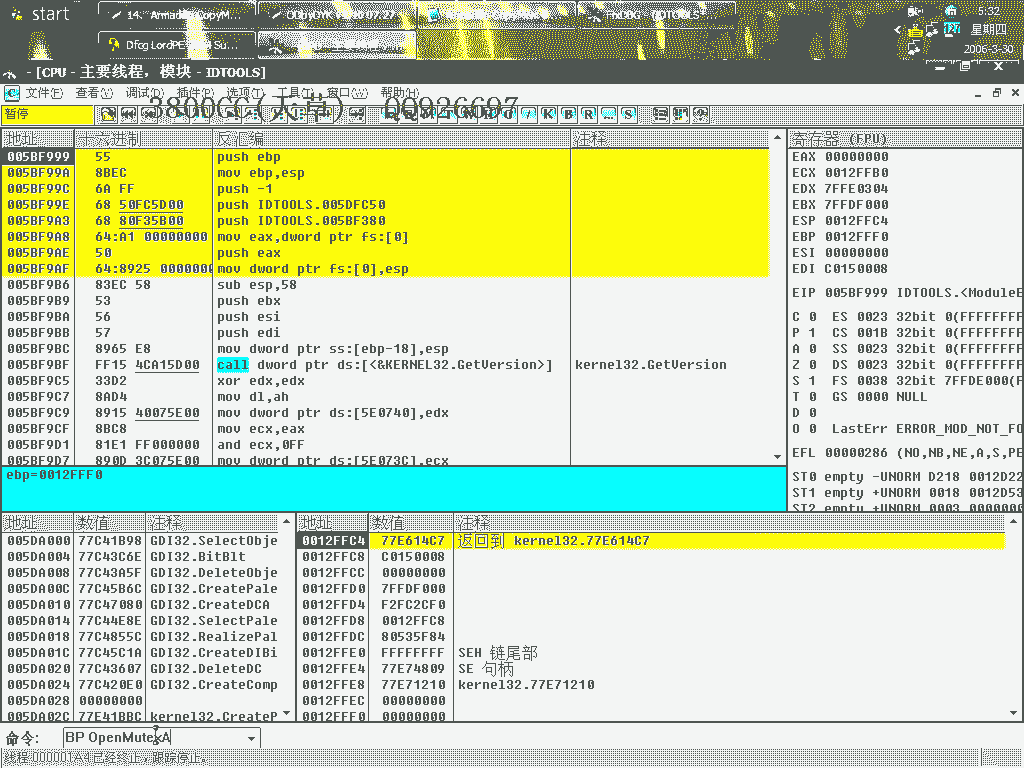 start
14. Armadillo CopyM...
Dfcg LordPE Su...
5:32
127
星期四
2006-3-30
- [CPU - 主要线程, 模块 - IDTOOLS]
文件(F) 查看(V) 调试(D) 插件(P) 选项(T) 工具(I) 窗口(W) 帮助(H)
3800CC(天草) 00926697
暂停
地址 十六进制 反汇编 注释
005BF999 55 push ebp
005BF99A 8BEC mov ebp,esp
005BF99C 6A FF push -1
005BF99E 68 50FC5D00 push IDTOOLS.005DFC50
005BF9A3 68 80F35B00 push IDTOOLS.005BF380
005BF9A8 64:A1 00000000 mov eax,dword ptr fs:[0]
005BF9AE 50 push eax
005BF9AF 64:8925 0000000 mov dword ptr fs:[0],esp
005BF9B6 83EC 58 sub esp,58
005BF9B9 53 push ebx
005BF9BA 56 push esi
005BF9BB 57 push edi
005BF9BC 8965 E8 mov dword ptr ss:[ebp-18],esp
005BF9BF FF15 4CA15D00 call dword ptr ds:[<&KERNEL32.GetVersion>] kernel32.GetVersion
005BF9C5 33D2 xor edx,edx
005BF9C7 8AD4 mov dl,ah
005BF9C9 8915 40075E00 mov dword ptr ds:[5E0740],edx
005BF9CF 8BC8 mov ecx,eax
005BF9D1 81E1 FF000000 and ecx,0FF
005BF9D7 890D 3C075E00 mov dword ptr ds:[5E073C],ecx
ebp=0012FFF0
寄存器 (FPU)
EAX 00000000
ECX 0012FFB0
EDX 7FFE0304
EBX 7FFDF000
ESP 0012FFC4
EBP 0012FFF0
ESI 00000000
EDI C0150008
EIP 005BF999 IDTOOLS.<ModuleE
C 0 ES 0023 32bit 0(FFFFFFFF
P 1 CS 001B 32bit 0(FFFFFFFF
A 0 SS 0023 32bit 0(FFFFFFFF
Z 0 DS 0023 32bit 0(FFFFFFFF
S 1 FS 0038 32bit 7FFDE000(F
T 0 GS 0000 NULL
D 0
O 0 LastErr ERROR_MOD_NOT_FO
EFL 00000286 (NO,NB,NE,A,S,PE
ST0 empty -UNORM D218 0012D22
ST1 empty +UNORM 0018 0012D53
ST2 empty +UNORM 0003 0000000
地址 数值 注释
005DA000 77C41B98 GDI32.SelectObje
005DA004 77C43C6E GDI32.BitBlt
005DA008 77C43A5F GDI32.DeleteObje
005DA00C 77C45B6C GDI32.CreatePale
005DA010 77C47080 GDI32.CreateDCA
005DA014 77C44E8E GDI32.SelectPale
005DA018 77C4855C GDI32.RealizePal
005DA01C 77C45C1A GDI32.CreateDIBi
005DA020 77C43607 GDI32.DeleteDC
005DA024 77C420E0 GDI32.CreateComp
005DA028 00000000
005DA02C 77E41BBC kernel32.CreateP
地址 数值 注释
0012FFC4 77E614C7 返回到 kernel32.77E614C7
0012FFC8 C0150008
0012FFCC 00000000
0012FFD0 7FFDF000
0012FFD4 F2FC2CF0
0012FFD8 0012FFC8
0012FFDC 80535F84
0012FFE0 FFFFFFFF SEH 链尾部
0012FFE4 77E74809 SE 句柄
0012FFE8 77E71210 kernel32.77E71210
0012FFEC 00000000
0012FFF0 00000000
命令: BP OpenMutexA
线程 000001A4 已经终止, 跟踪停止。